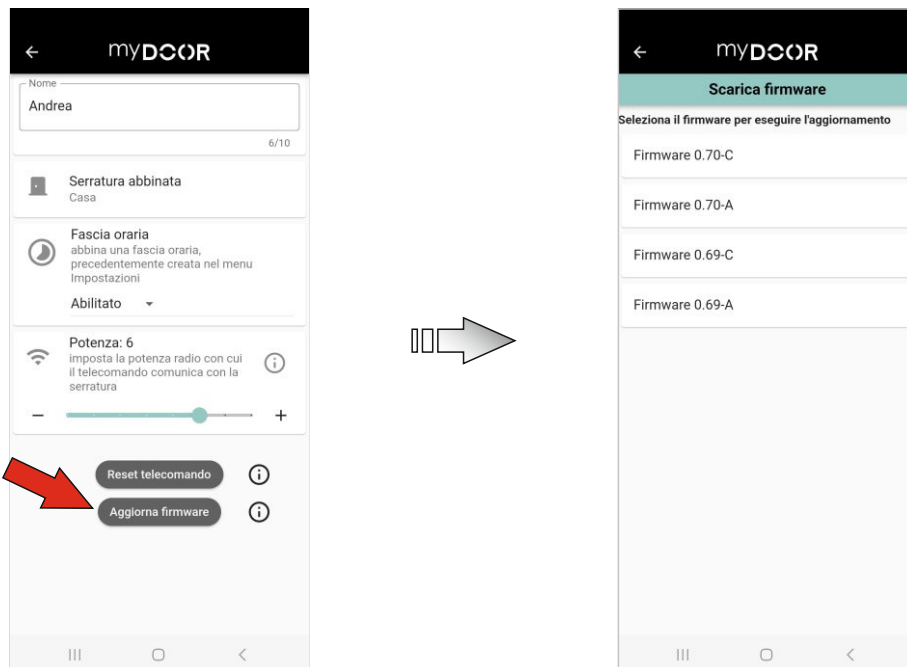 myDOOR
Nome
Andrea
6/10
Serratura abbinata
Casa
Fascia oraria
abbina una fascia oraria,
precedentemente creata nel menu
Impostazioni
Abilitato
Potenza: 6
imposta la potenza radio con cui
il telecomando comunica con la
serratura
Reset telecomando
Aggiorna firmware
myDOOR
Scarica firmware
Seleziona il firmware per eseguire l'aggiornamento
Firmware 0.70-C
Firmware 0.70-A
Firmware 0.69-C
Firmware 0.69-A